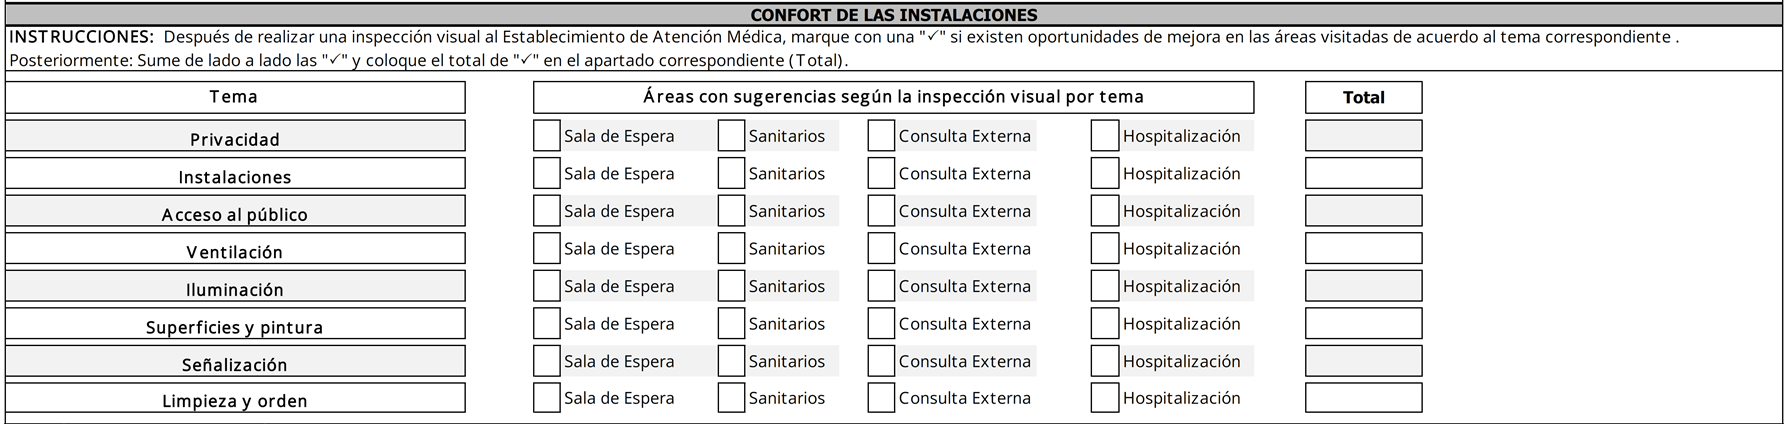 CONFORT DE LAS INSTALACIONES
INSTRUCCIONES: Después de realizar una inspección visual al Establecimiento de Atención Médica, marque con una "✓" si existen oportunidades de mejora en las áreas visitadas de acuerdo al tema correspondiente .
Posteriormente: Sume de lado a lado las "✓" y coloque el total de "✓" en el apartado correspondiente (Total).
Tema Áreas con sugerencias según la inspección visual por tema Total
Privacidad Sala de Espera Sanitarios Consulta Externa Hospitalización
Instalaciones Sala de Espera Sanitarios Consulta Externa Hospitalización
Acceso al público Sala de Espera Sanitarios Consulta Externa Hospitalización
Ventilación Sala de Espera Sanitarios Consulta Externa Hospitalización
Iluminación Sala de Espera Sanitarios Consulta Externa Hospitalización
Superficies y pintura Sala de Espera Sanitarios Consulta Externa Hospitalización
Señalización Sala de Espera Sanitarios Consulta Externa Hospitalización
Limpieza y orden Sala de Espera Sanitarios Consulta Externa Hospitalización